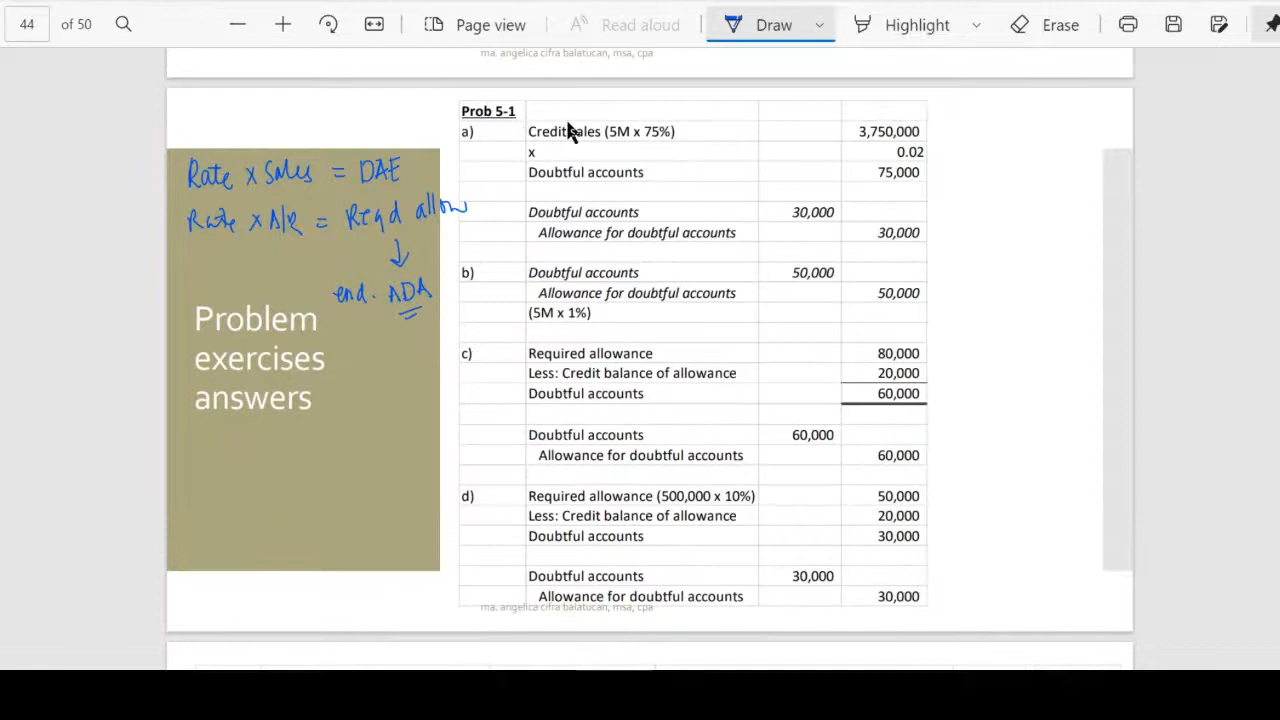 44 of 50 Page view Read aloud Draw Highlight Erase
ma. angelica cifra balatucan, msa, cpa
Rate x Sales = DAE
Rate x A/R = Reqd allow
↓
end. ADA
Problem
exercises
answers
Prob 5-1
a) Credit sales (5M x 75%) 3,750,000
x 0.02
Doubtful accounts 75,000
Doubtful accounts 30,000
Allowance for doubtful accounts 30,000
b) Doubtful accounts 50,000
Allowance for doubtful accounts 50,000
(5M x 1%)
c) Required allowance 80,000
Less: Credit balance of allowance 20,000
Doubtful accounts 60,000
Doubtful accounts 60,000
Allowance for doubtful accounts 60,000
d) Required allowance (500,000 x 10%) 50,000
Less: Credit balance of allowance 20,000
Doubtful accounts 30,000
Doubtful accounts 30,000
Allowance for doubtful accounts 30,000
ma. angelica cifra balatucan, msa, cpa